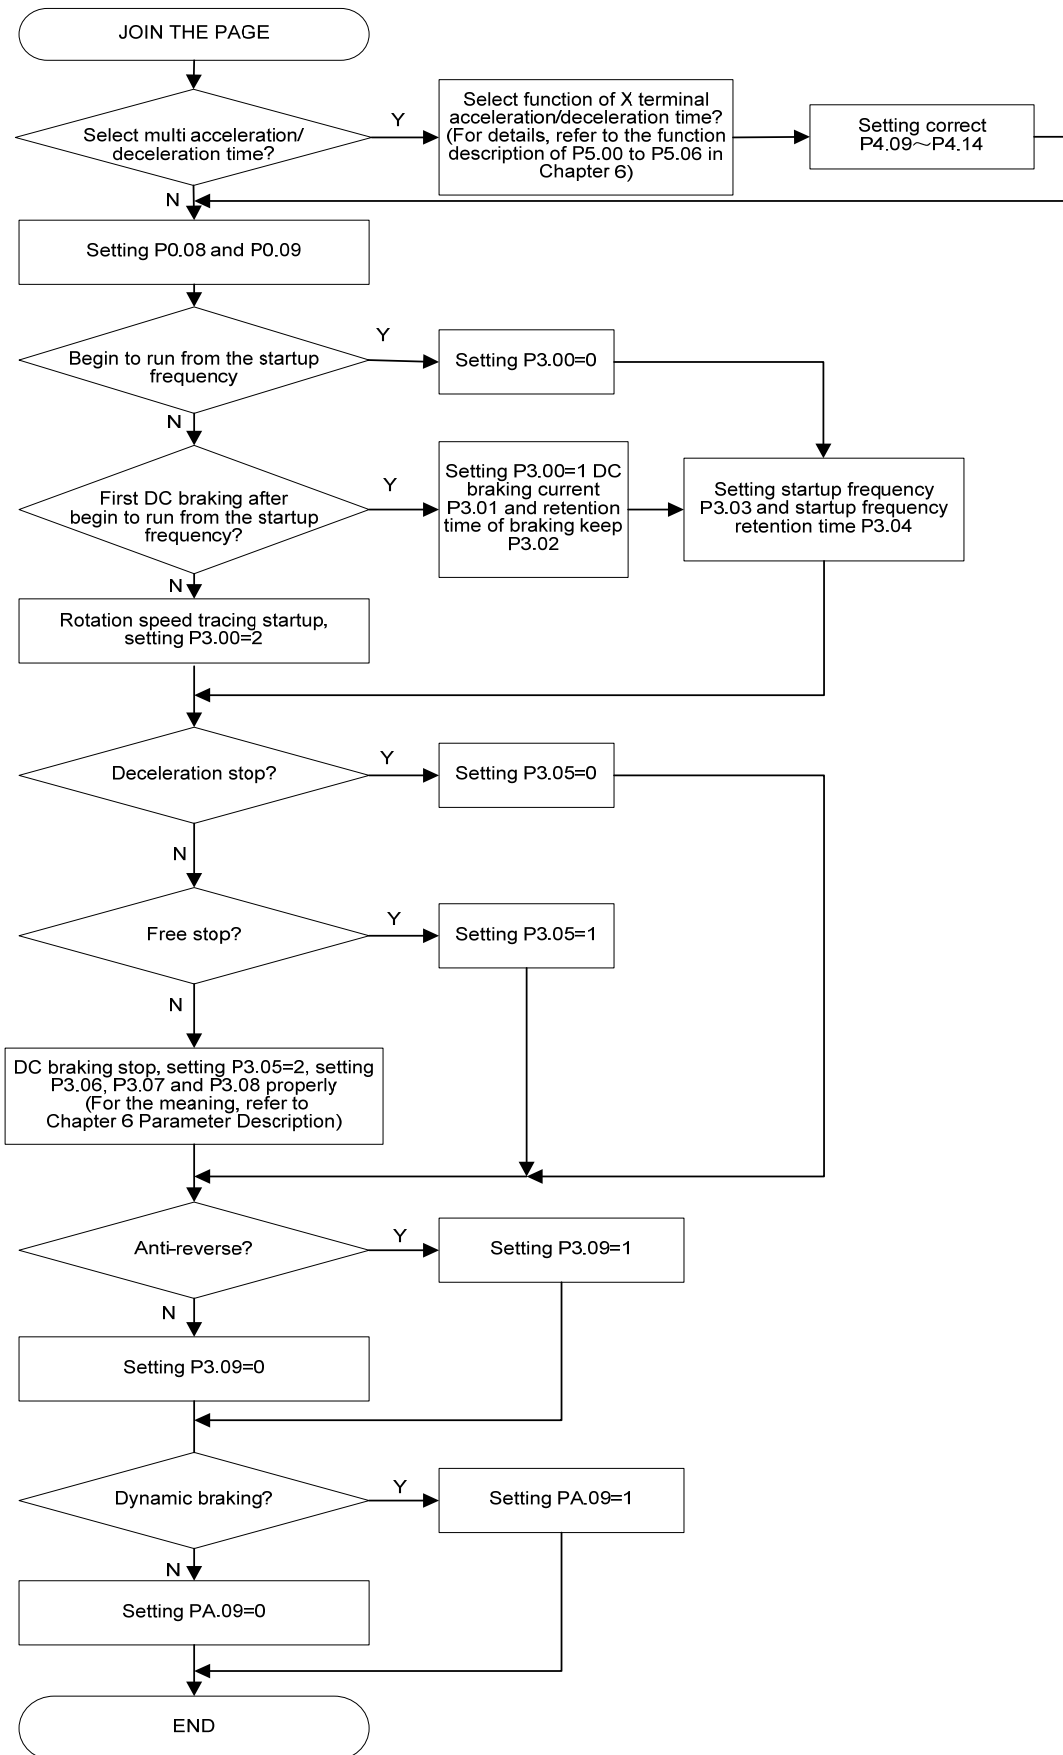 JOIN THE PAGE
Select multi acceleration/
deceleration time?
Y
Select function of X terminal
acceleration/deceleration time?
(For details, refer to the function
description of P5.00 to P5.06 in
Chapter 6)
Setting correct
P4.09～P4.14
N
Setting P0.08 and P0.09
Begin to run from the startup
frequency
Y
Setting P3.00=0
N
First DC braking after
begin to run from the startup
frequency?
Y
Setting P3.00=1 DC
braking current
P3.01 and retention
time of braking keep
P3.02
Setting startup frequency
P3.03 and startup frequency
retention time P3.04
N
Rotation speed tracing startup,
setting P3.00=2
Deceleration stop?
Y
Setting P3.05=0
N
Free stop?
Y
Setting P3.05=1
N
DC braking stop, setting P3.05=2, setting
P3.06, P3.07 and P3.08 properly
(For the meaning, refer to
Chapter 6 Parameter Description)
Anti-reverse?
Y
Setting P3.09=1
N
Setting P3.09=0
Dynamic braking?
Y
Setting PA.09=1
N
Setting PA.09=0
END